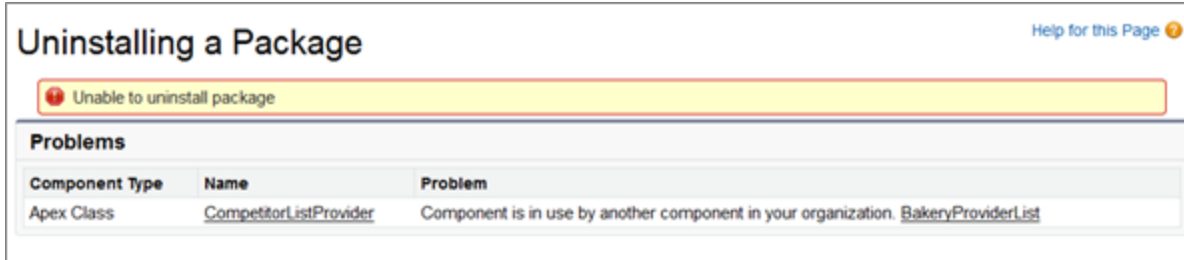 Uninstalling a Package
Help for this Page
Unable to uninstall package
Problems
Component Type Name Problem
Apex Class CompetitorListProvider Component is in use by another component in your organization. BakeryProviderList